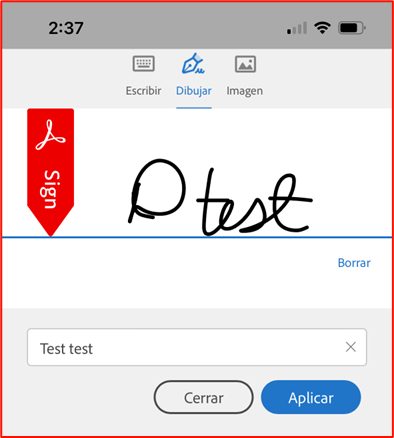 2:37
Escribir Dibujar Imagen
Sign
D test
Borrar
Test test
Cerrar Aplicar